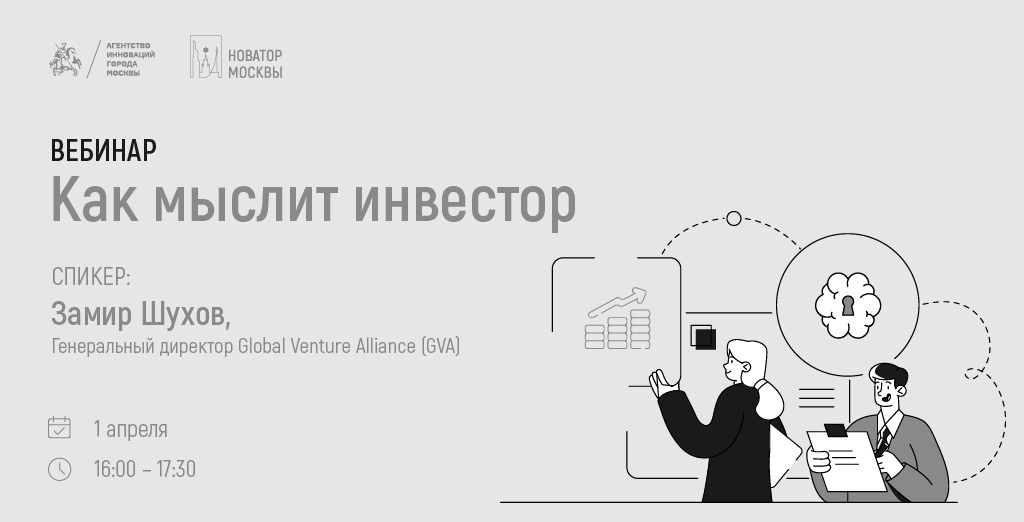 АГЕНТСТВО
ИННОВАЦИЙ
ГОРОДА
МОСКВЫ
НОВАТОР
МОСКВЫ
ВЕБИНАР
Как мыслит инвестор
СПИКЕР:
Замир Шухов,
Генеральный директор Global Venture Alliance (GVA)
1 апреля
16:00 – 17:30